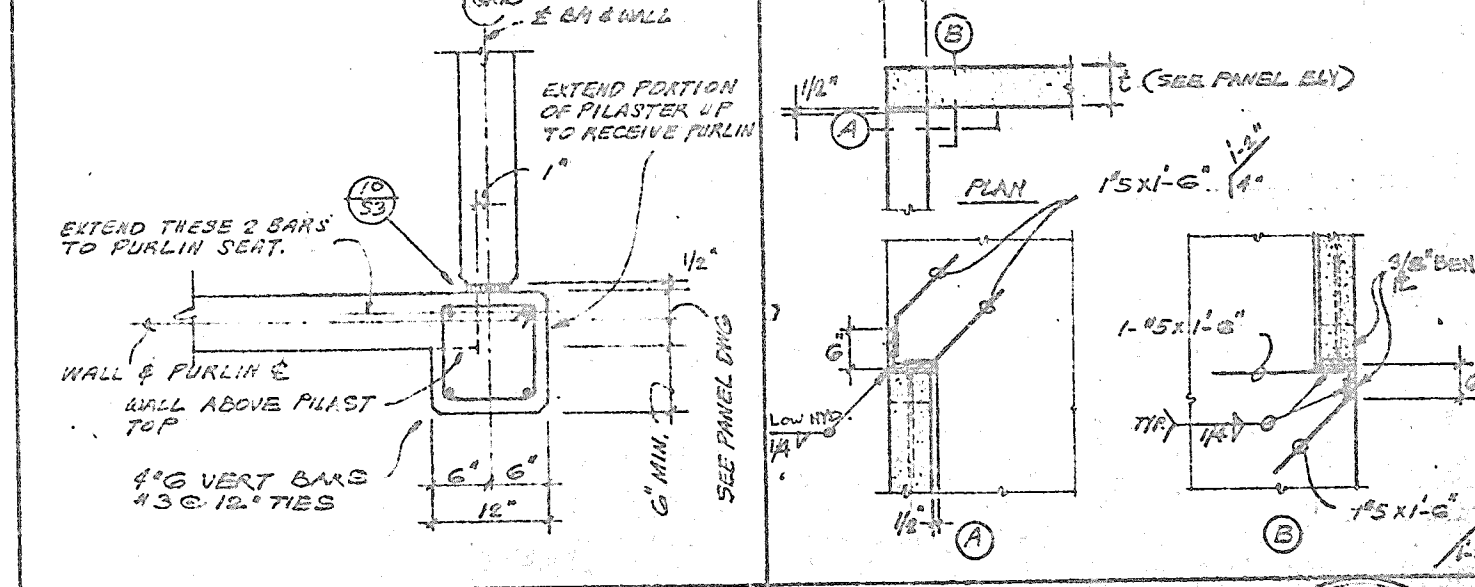 ℄ BM & WALL
EXTEND PORTION
OF PILASTER UP
TO RECEIVE PURLIN
1"
10
S3
EXTEND THESE 2 BARS
TO PURLIN SEAT.
1/2"
WALL & PURLIN ℄
WALL ABOVE PILAST
TOP
4#6 VERT BARS
#3@12" TIES
6" 6"
12"
6" MIN.
SEE PANEL DWG
B
1/2"
t (SEE PANEL ELV)
A
PLAN
1#5x1'-6"
1'-2"
4"
6"
LOW HYD
1/4
1/2"
A
3/8" BEN
℄
1-#5x1'-6"
TYP.
1/4
1#5x1'-6"
B